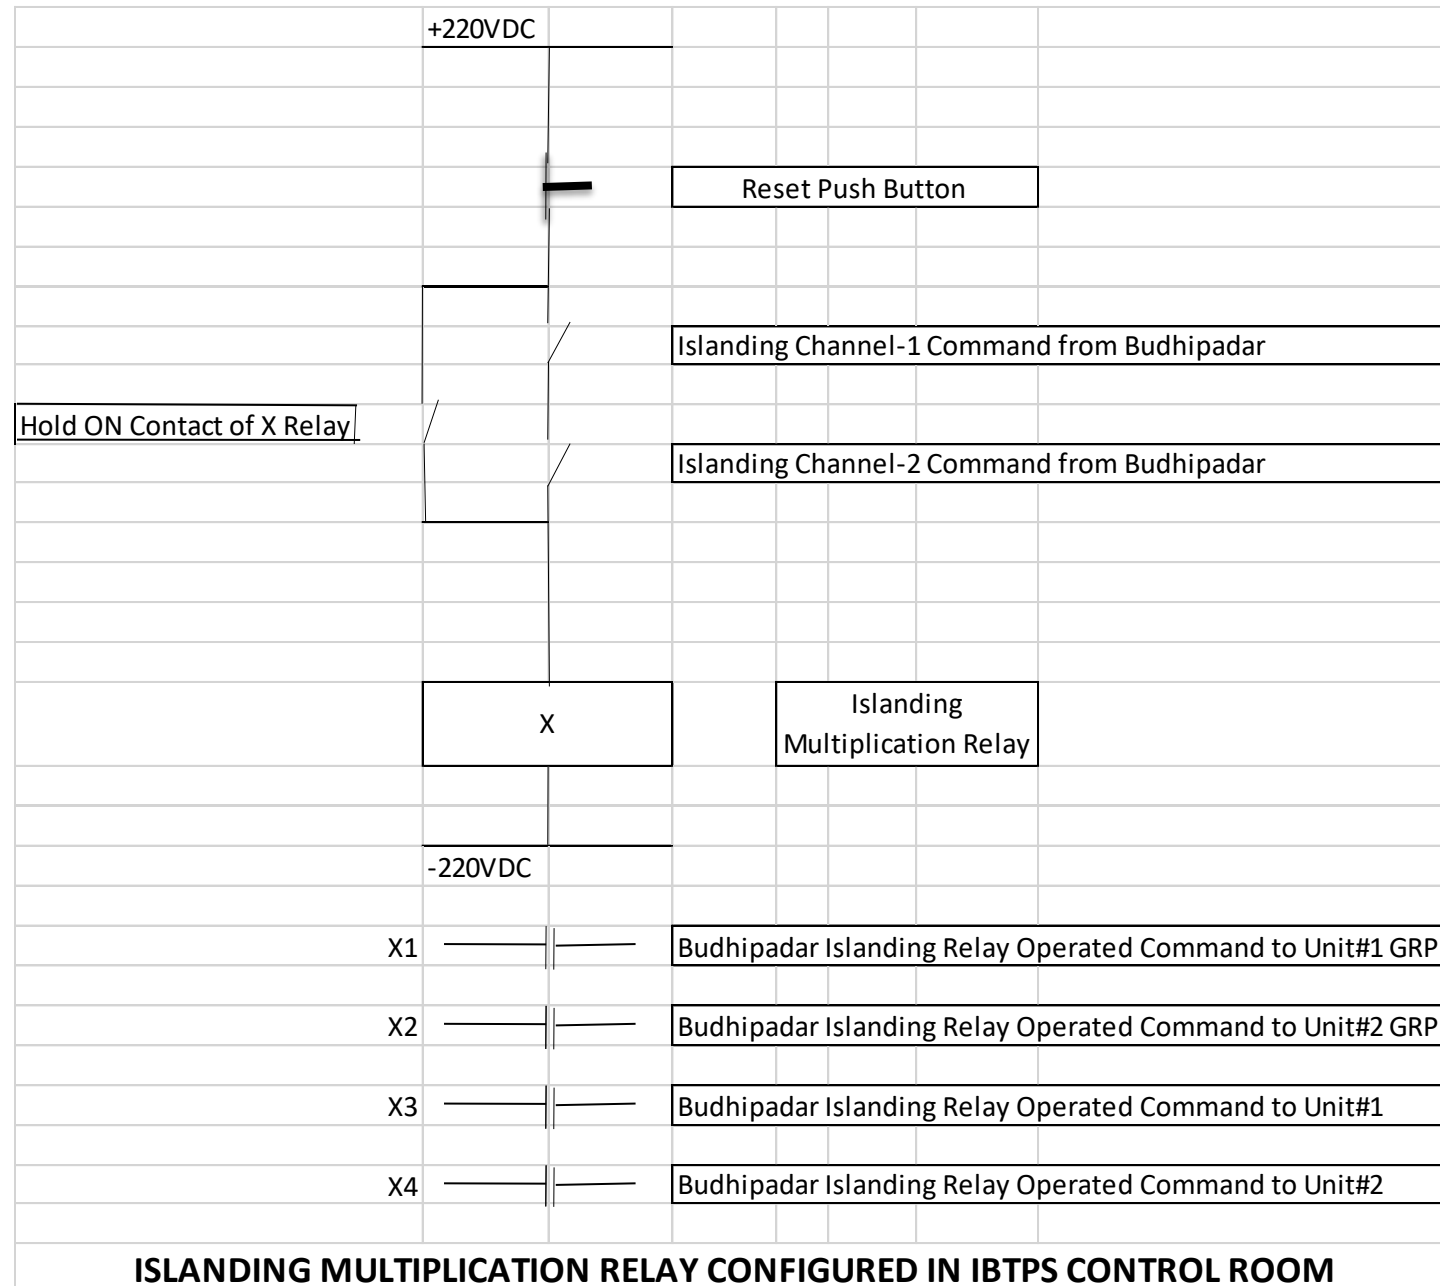 +220VDC
Reset Push Button
Islanding Channel-1 Command from Budhipadar
Hold ON Contact of X Relay
Islanding Channel-2 Command from Budhipadar
X
Islanding
Multiplication Relay
-220VDC
X1 Budhipadar Islanding Relay Operated Command to Unit#1 GRP
X2 Budhipadar Islanding Relay Operated Command to Unit#2 GRP
X3 Budhipadar Islanding Relay Operated Command to Unit#1
X4 Budhipadar Islanding Relay Operated Command to Unit#2
ISLANDING MULTIPLICATION RELAY CONFIGURED IN IBTPS CONTROL ROOM